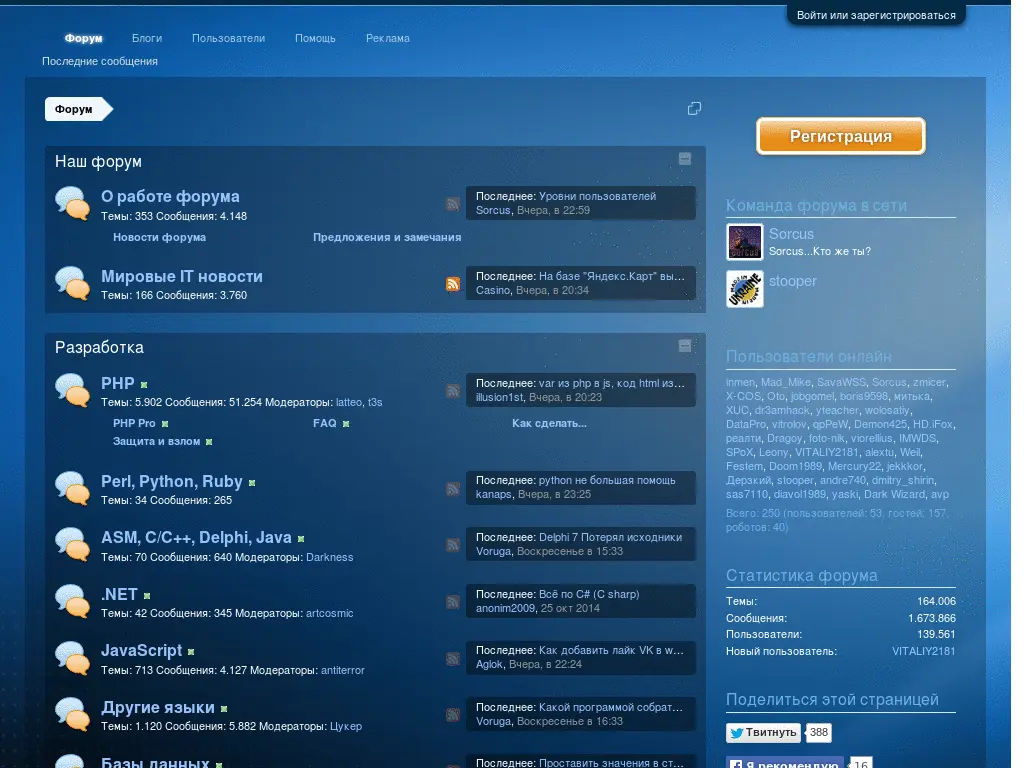 Войти или зарегистрироваться
Форум Блоги Пользователи Помощь Реклама
Последние сообщения
Форум
Наш форум
О работе форума
Темы: 353 Сообщения: 4.148
Последнее: Уровни пользователей
Sorcus, Вчера, в 22:59
Новости форума Предложения и замечания
Мировые IT новости
Темы: 166 Сообщения: 3.760
Последнее: На базе "Яндекс.Карт" вы...
Casino, Вчера, в 20:34
Разработка
PHP
Темы: 5.902 Сообщения: 51.254 Модераторы: latteo, t3s
Последнее: var из php в js, код html из...
illusion1st, Вчера, в 20:23
PHP Pro FAQ Как сделать...
Защита и взлом
Perl, Python, Ruby
Темы: 34 Сообщения: 265
Последнее: python не большая помощь
kanaps, Вчера, в 23:25
ASM, C/C++, Delphi, Java
Темы: 70 Сообщения: 640 Модераторы: Darkness
Последнее: Delphi 7 Потерял исходники
Voruga, Воскресенье в 15:33
.NET
Темы: 42 Сообщения: 345 Модераторы: artcosmic
Последнее: Всё по C# (C sharp)
anonim2009, 25 окт 2014
JavaScript
Темы: 713 Сообщения: 4.127 Модераторы: antiterror
Последнее: Как добавить лайк VK в w...
Aglok, Вчера, в 22:24
Другие языки
Темы: 1.120 Сообщения: 5.882 Модераторы: Цукер
Последнее: Какой программой собрат...
Voruga, Воскресенье в 16:33
Базы данных
Последнее: Проставить значения в ст...
Регистрация
Команда форума в сети
Sorcus
Sorcus...Кто же ты?
stooper
UKRAINE
Пользователи онлайн
inmen, Mad_Mike, SavaWSS, Sorcus, zmicer,
X-COS, Oto, jobgomel, boris9598, митька,
XUC, dr3amhack, yteacher, wolosatiy,
DataPro, vitrolov, qpPeW, Demon425, HD.iFox,
реалти, Dragoy, foto-nik, viorellius, IMWDS,
SPoX, Leony, VITALIY2181, alextu, Weil,
Festem, Doom1989, Mercury22, jekkkor,
Дерзкий, stooper, andre740, dmitry_shirin,
sas7110, diavol1989, yaski, Dark Wizard, avp
Всего: 250 (пользователей: 53, гостей: 157,
роботов: 40)
Статистика форума
Темы: 164.006
Сообщения: 1.673.866
Пользователи: 139.561
Новый пользователь: VITALIY2181
Поделиться этой страницей
Твитнуть 388
Я рекомендую 16